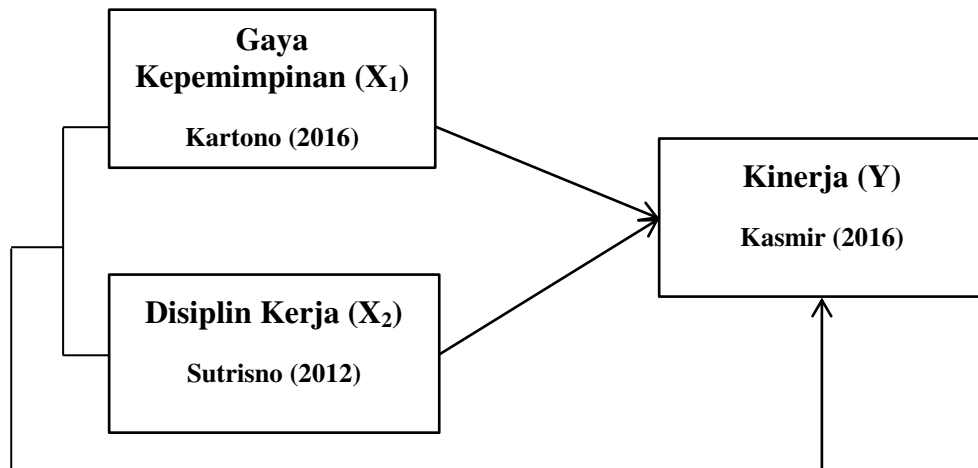 Gaya
Kepemimpinan (X₁)
Kartono (2016)
Kinerja (Y)
Kasmir (2016)
Disiplin Kerja (X₂)
Sutrisno (2012)